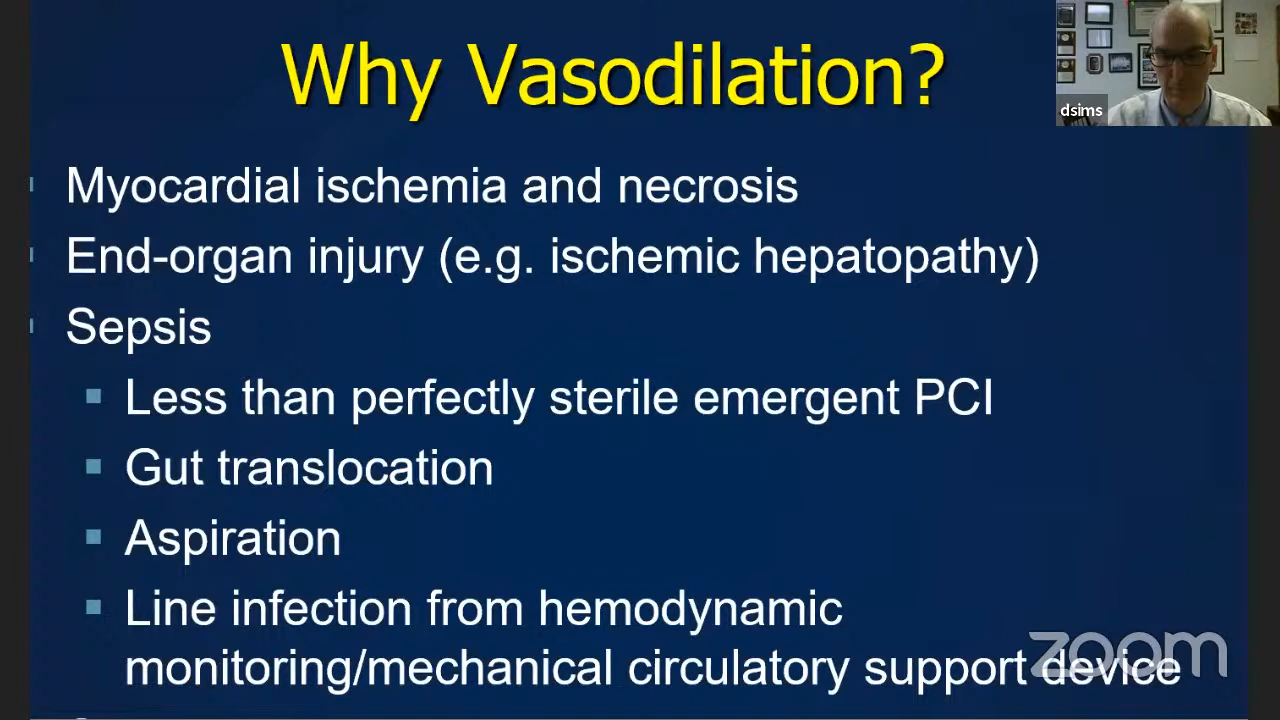 Why Vasodilation?
dsims
Myocardial ischemia and necrosis
End-organ injury (e.g. ischemic hepatopathy)
Sepsis
Less than perfectly sterile emergent PCI
Gut translocation
Aspiration
Line infection from hemodynamic
monitoring/mechanical circulatory support device
zoom